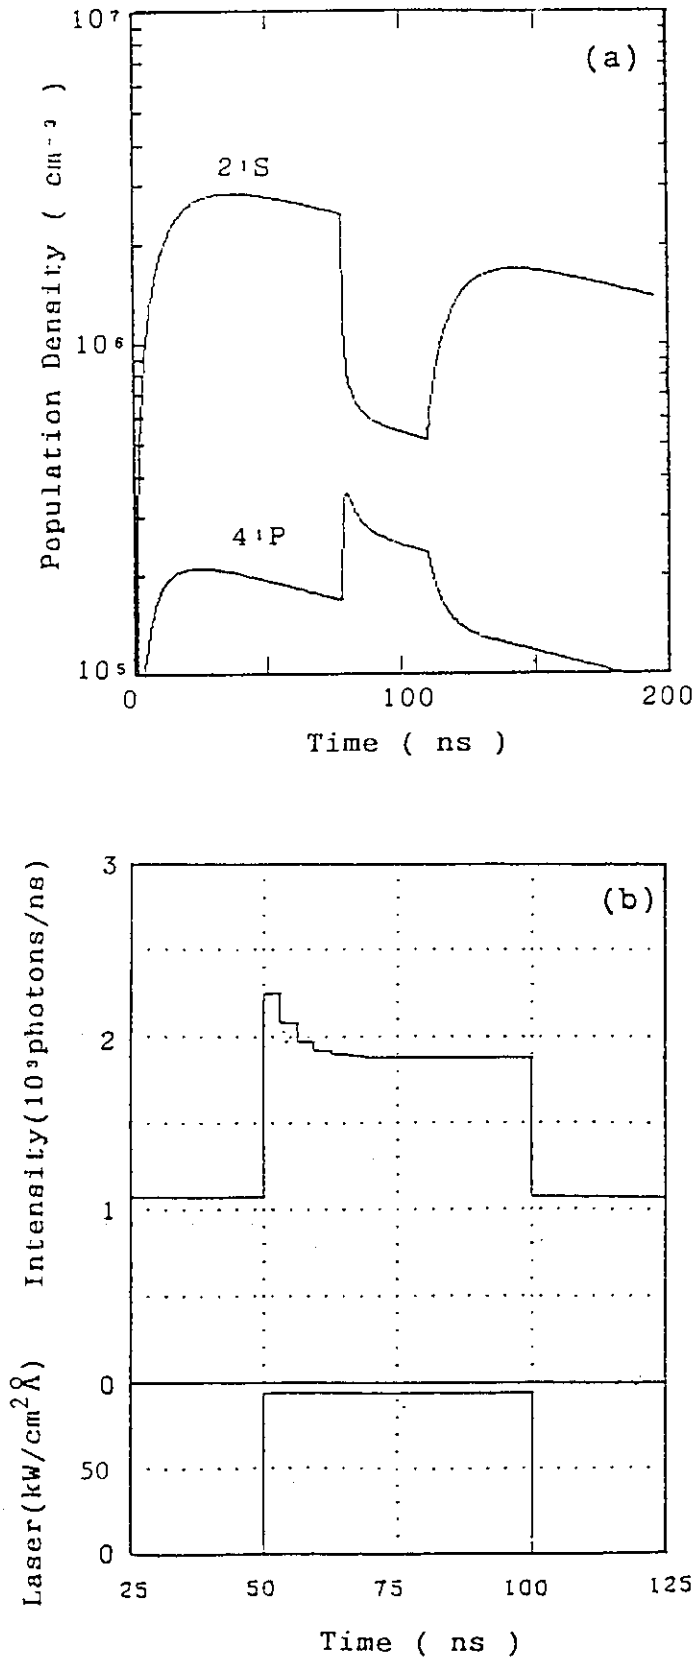 10⁷
(a)
Population Density ( cm⁻³ )
2¹S
10⁶
4¹P
10⁵
0
100
200
Time ( ns )
3
(b)
Intensity(10³photons/ns)
2
1
0
Laser(kW/cm²Å)
50
0
25
50
75
100
125
Time ( ns )